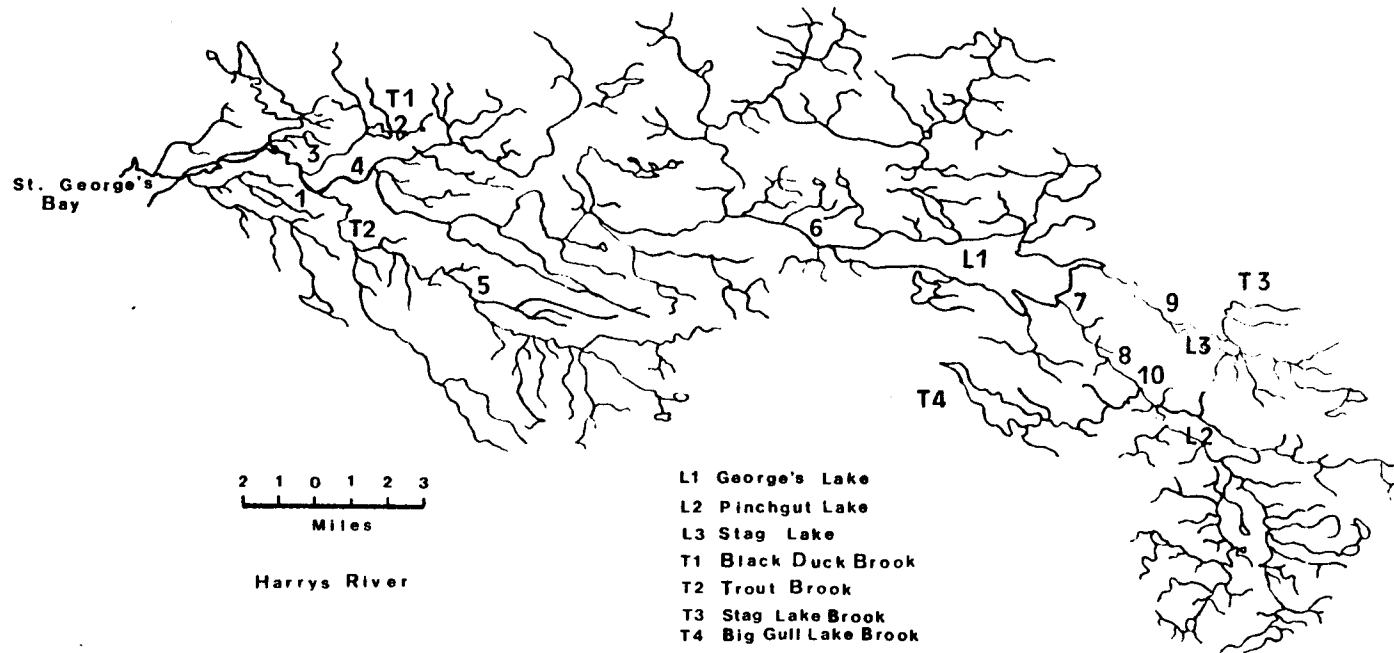 T1
2
3
4
St. George's
Bay
1
T2
6
L1
5
7
9
T3
L3
8
10
T4
L2
2 1 0 1 2 3
Miles
Harrys River
L1 George's Lake
L2 Pinchgut Lake
L3 Stag Lake
T1 Black Duck Brook
T2 Trout Brook
T3 Stag Lake Brook
T4 Big Gull Lake Brook